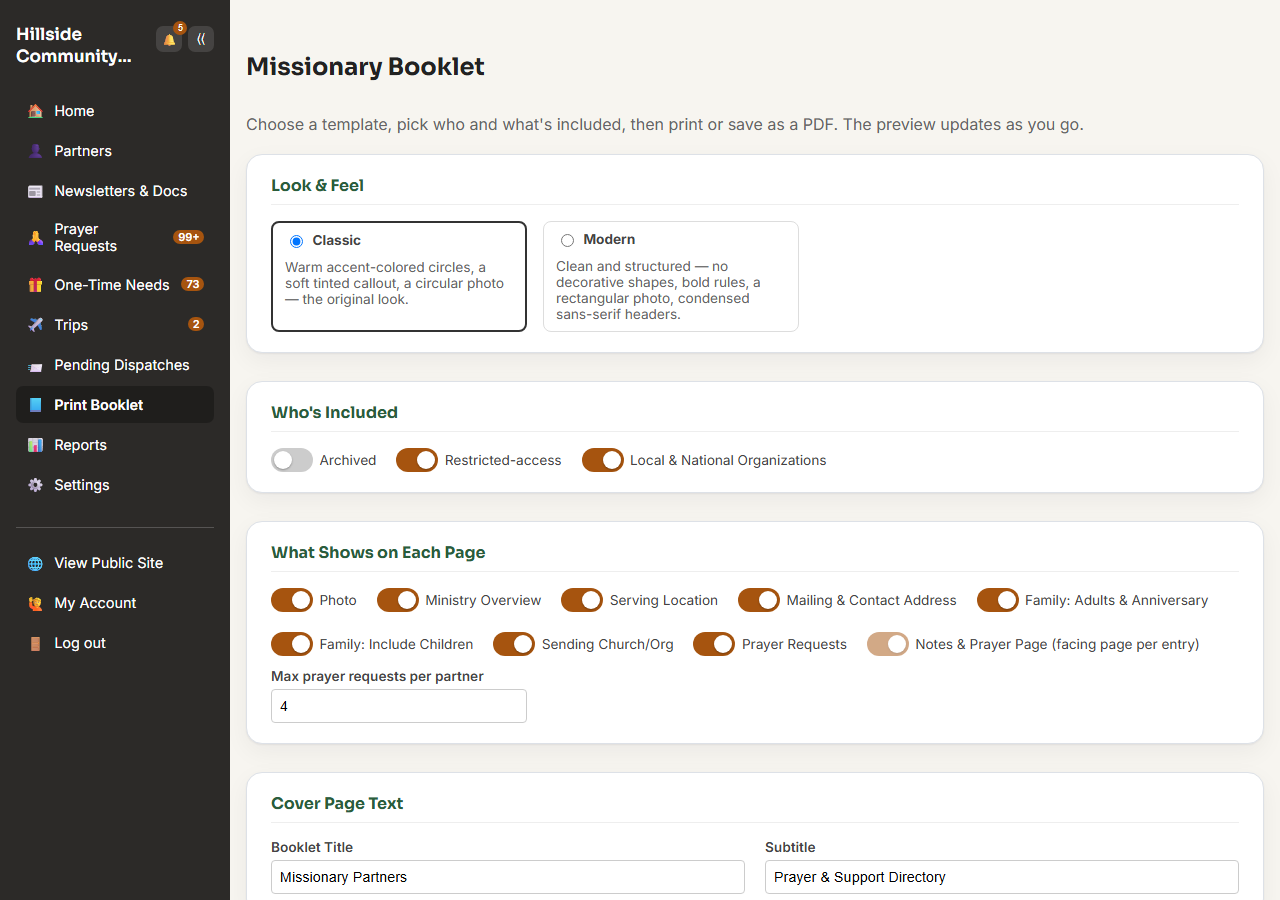 Hillside
Community...
5
⟨⟨
Home
Partners
Newsletters & Docs
Prayer
Requests
99+
One-Time Needs
73
Trips
2
Pending Dispatches
Print Booklet
Reports
Settings
View Public Site
My Account
Log out
Missionary Booklet
Choose a template, pick who and what's included, then print or save as a PDF. The preview updates as you go.
Look & Feel
Classic
Warm accent-colored circles, a
soft tinted callout, a circular photo
— the original look.
Modern
Clean and structured — no
decorative shapes, bold rules, a
rectangular photo, condensed
sans-serif headers.
Who's Included
Archived
Restricted-access
Local & National Organizations
What Shows on Each Page
Photo
Ministry Overview
Serving Location
Mailing & Contact Address
Family: Adults & Anniversary
Family: Include Children
Sending Church/Org
Prayer Requests
Notes & Prayer Page (facing page per entry)
Max prayer requests per partner
4
Cover Page Text
Booklet Title
Subtitle
Missionary Partners
Prayer & Support Directory